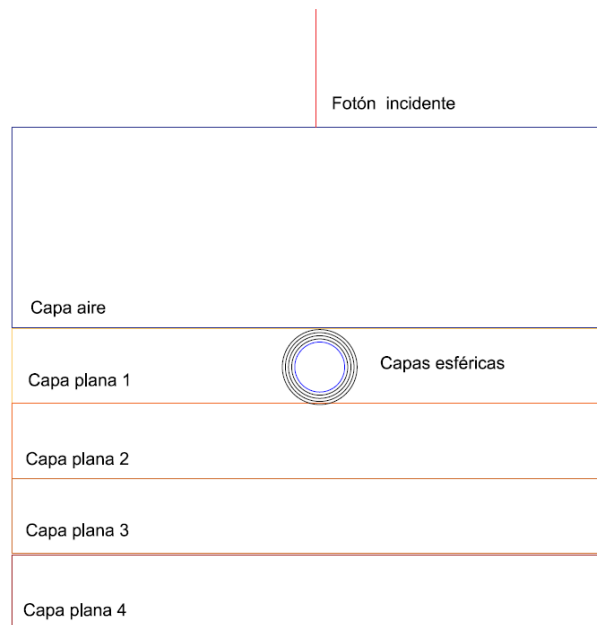 Fotón incidente
Capa aire
Capas esféricas
Capa plana 1
Capa plana 2
Capa plana 3
Capa plana 4